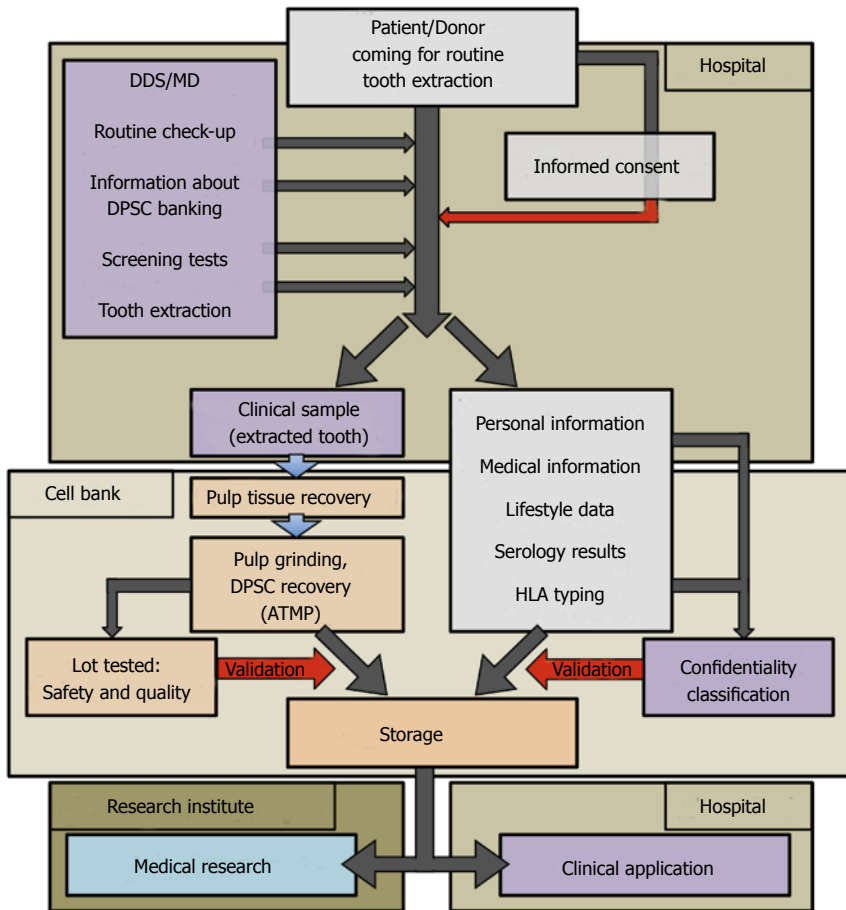 Patient/Donor
coming for routine
tooth extraction
Hospital
DDS/MD
Routine check-up
Information about
DPSC banking
Screening tests
Tooth extraction
Informed consent
Clinical sample
(extracted tooth)
Personal information
Medical information
Lifestyle data
Serology results
HLA typing
Cell bank
Pulp tissue recovery
Pulp grinding,
DPSC recovery
(ATMP)
Lot tested:
Safety and quality
Validation
Validation
Confidentiality
classification
Storage
Research institute
Medical research
Hospital
Clinical application